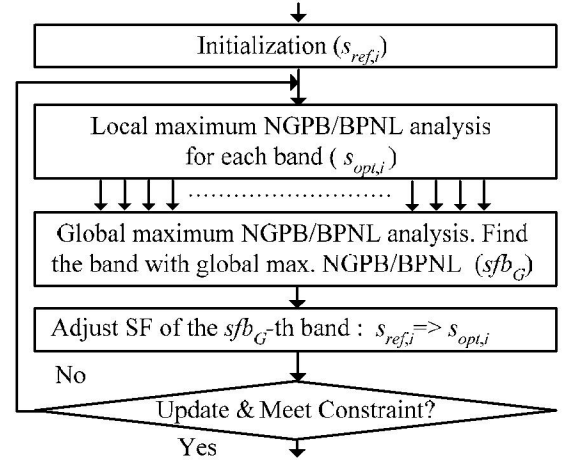 Initialization (s_ref,i)
Local maximum NGPB/BPNL analysis
for each band ( s_opt,i )
Global maximum NGPB/BPNL analysis. Find
the band with global max. NGPB/BPNL (sfb_G)
Adjust SF of the sfb_G-th band : s_ref,i=> s_opt,i
No
Update & Meet Constraint?
Yes